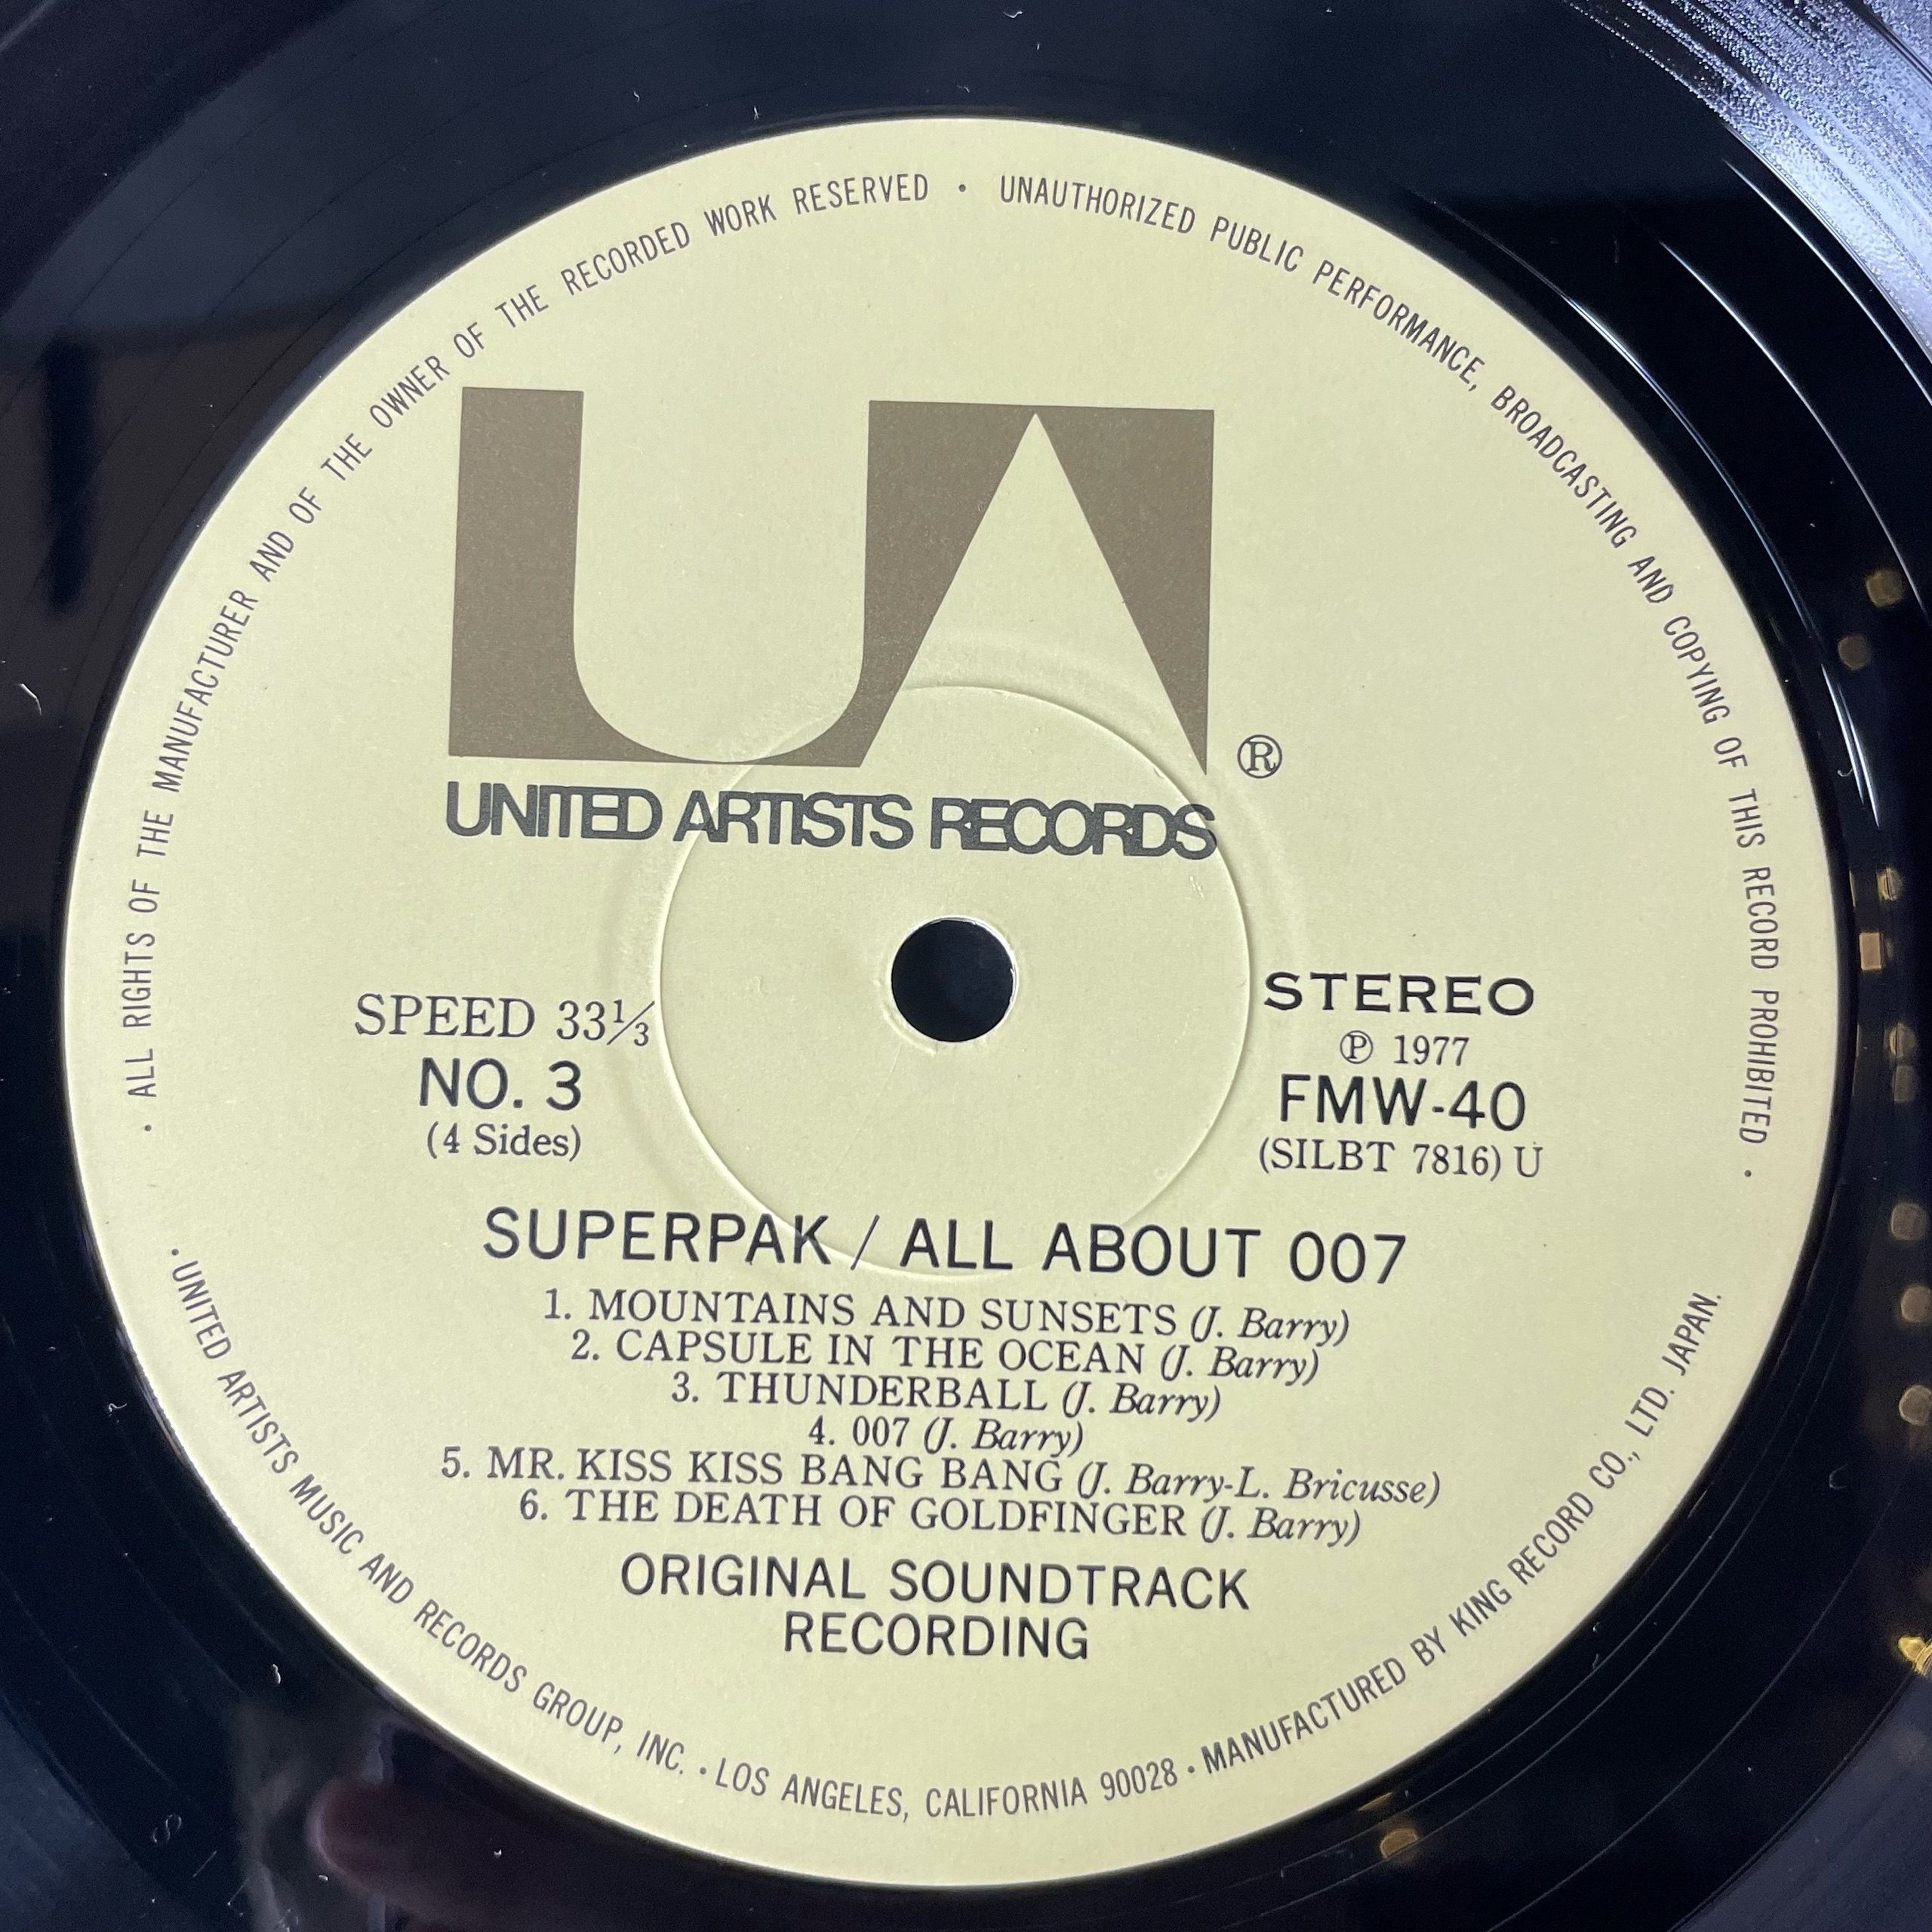 · ALL RIGHTS OF THE MANUFACTURER AND OF THE OWNER OF THE RECORDED WORK RESERVED · UNAUTHORIZED PUBLIC PERFORMANCE, BROADCASTING AND COPYING OF THIS RECORD PROHIBITED ·
UA
®
UNITED ARTISTS RECORDS
SPEED 33⅓
NO. 3
(4 Sides)
STEREO
℗ 1977
FMW-40
(SILBT 7816) U
SUPERPAK / ALL ABOUT 007
1. MOUNTAINS AND SUNSETS (J. Barry)
2. CAPSULE IN THE OCEAN (J. Barry)
3. THUNDERBALL (J. Barry)
4. 007 (J. Barry)
5. MR. KISS KISS BANG BANG (J. Barry-L. Bricusse)
6. THE DEATH OF GOLDFINGER (J. Barry)
ORIGINAL SOUNDTRACK
RECORDING
· UNITED ARTISTS MUSIC AND RECORDS GROUP, INC. · LOS ANGELES, CALIFORNIA 90028 · MANUFACTURED BY KING RECORD CO., LTD. JAPAN.